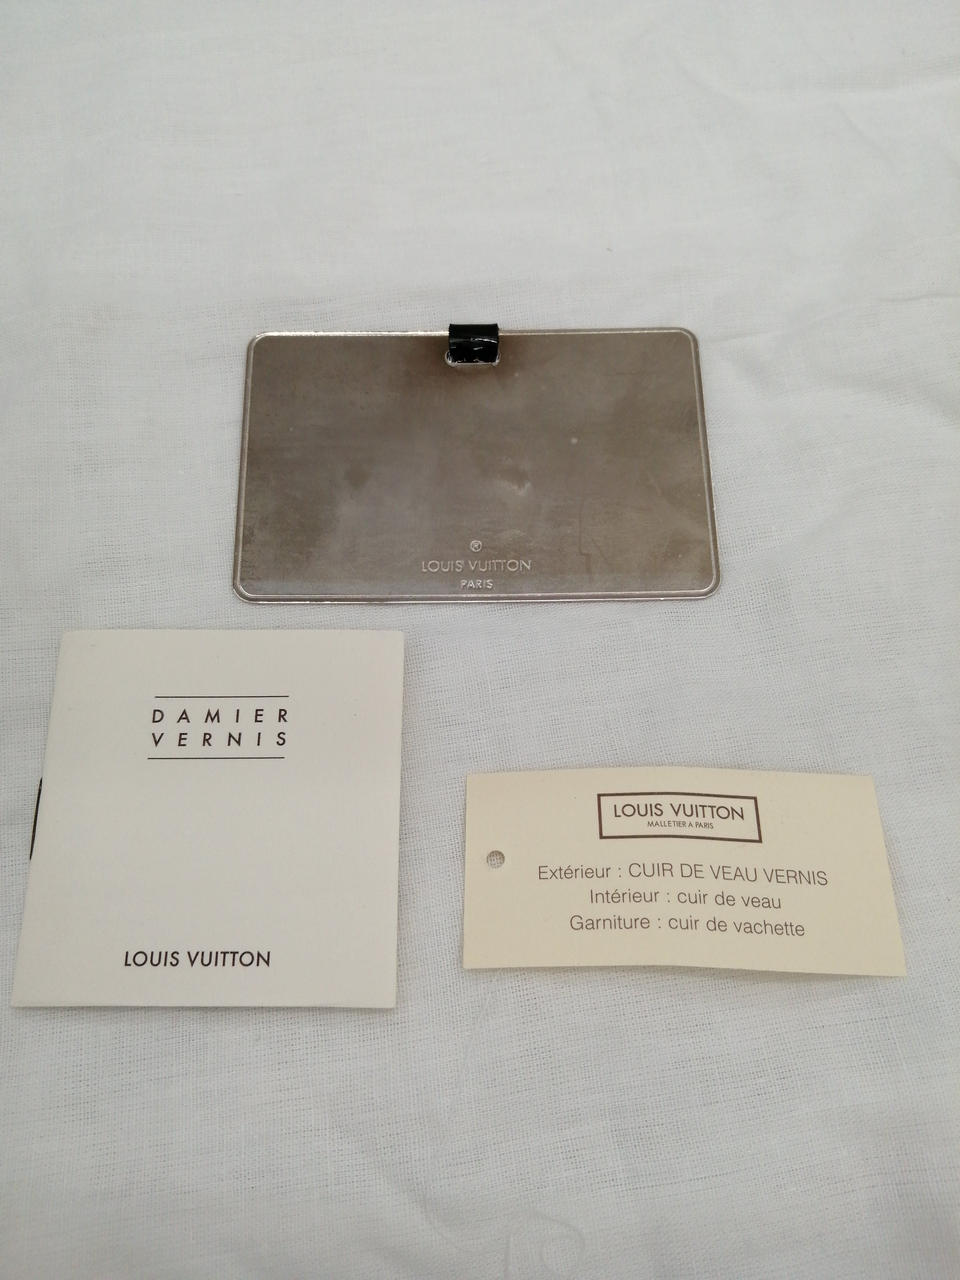 ®
LOUIS VUITTON
PARIS
DAMIER
VERNIS
LOUIS VUITTON
LOUIS VUITTON
MALLETIER A PARIS
Extérieur : CUIR DE VEAU VERNIS
Intérieur : cuir de veau
Garniture : cuir de vachette